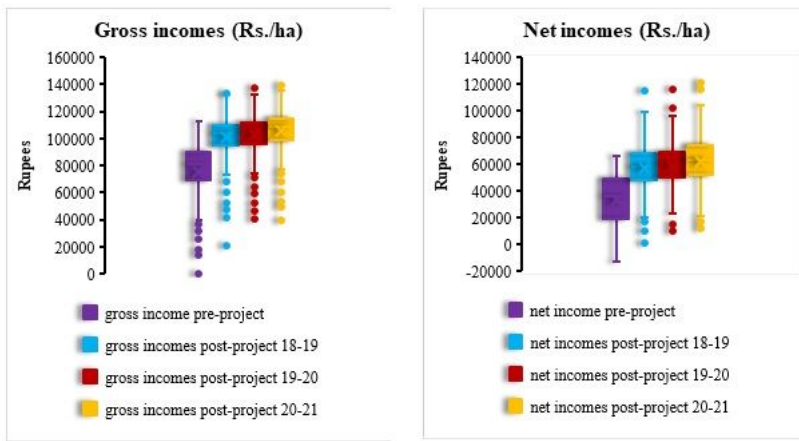 Gross incomes (Rs./ha)
160000
140000
120000
100000
80000
60000
40000
20000
0
Rupees
gross income pre-project
gross incomes post-project 18-19
gross incomes post-project 19-20
gross incomes post-project 20-21
Net incomes (Rs./ha)
140000
120000
100000
80000
60000
40000
20000
0
-20000
Rupees
net income pre-project
net incomes post-project 18-19
net incomes post-project 19-20
net incomes post-project 20-21